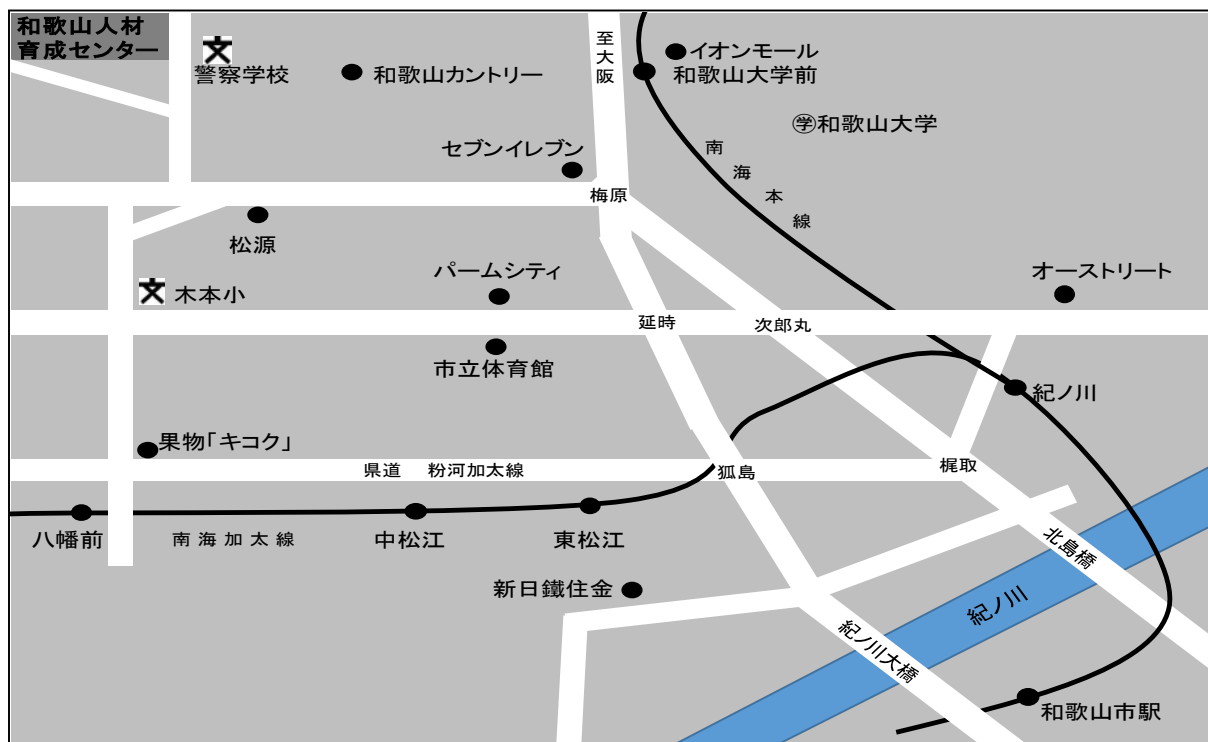 和歌山人材
育成センター
警察学校
和歌山カントリー
至大阪
イオンモール
和歌山大学前
㊫和歌山大学
セブンイレブン
南海本線
梅原
松源
パームシティ
オーストリート
木本小
延時
次郎丸
市立体育館
紀ノ川
果物「キコク」
県道 粉河加太線
狐島
梶取
八幡前
南海加太線
中松江
東松江
北島橋
新日鐵住金
紀ノ川
紀ノ川大橋
和歌山市駅